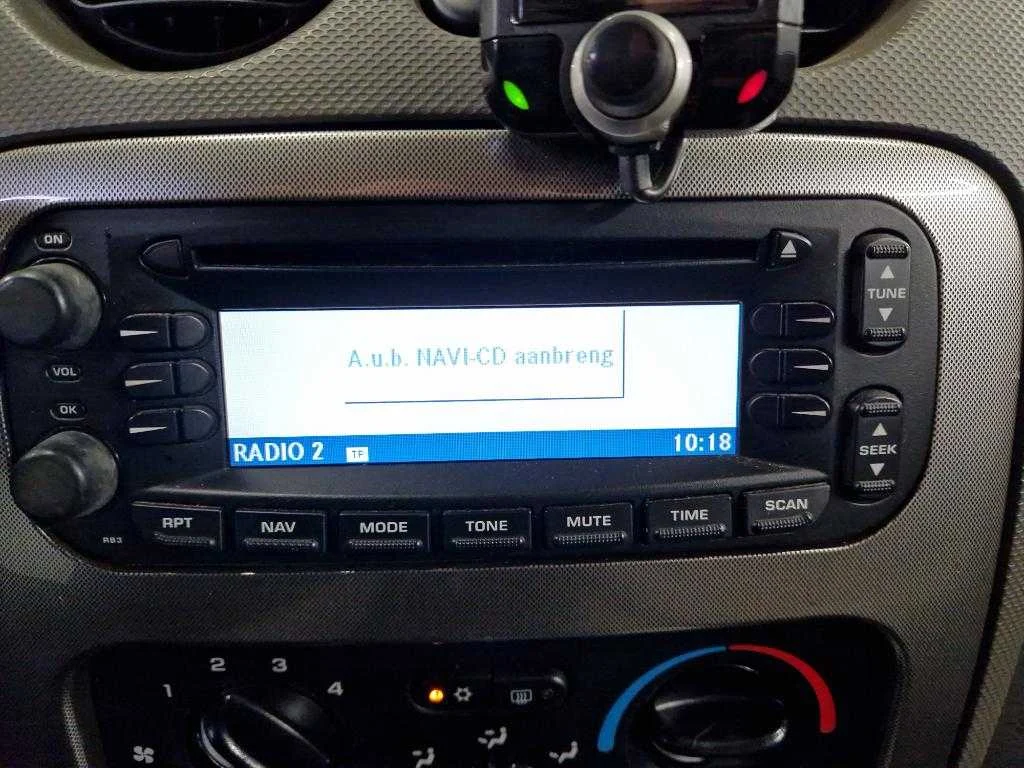 ON
TUNE
VOL
OK
A.u.b. NAVI-CD aanbreng
RADIO 2 TP 10:18
SEEK
RPT NAV MODE TONE MUTE TIME SCAN
RB3
1 2 3 4